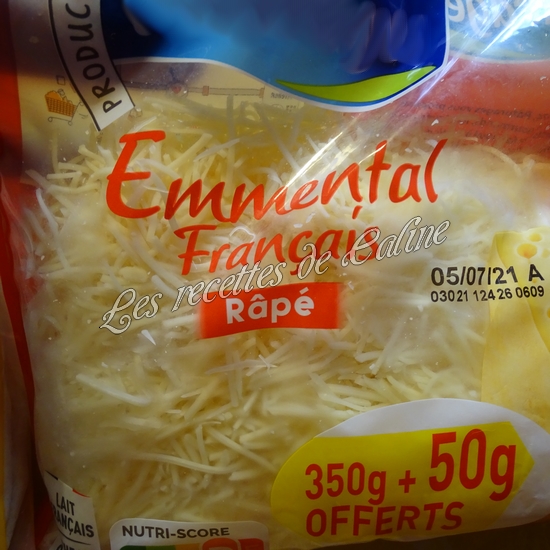 PRODUC
Emmental
Français
Râpé
Les recettes de Caline
05/07/21 A
03021 124 26 0609
350g + 50g
OFFERTS
LAIT
FRANÇAIS
NUTRI-SCORE